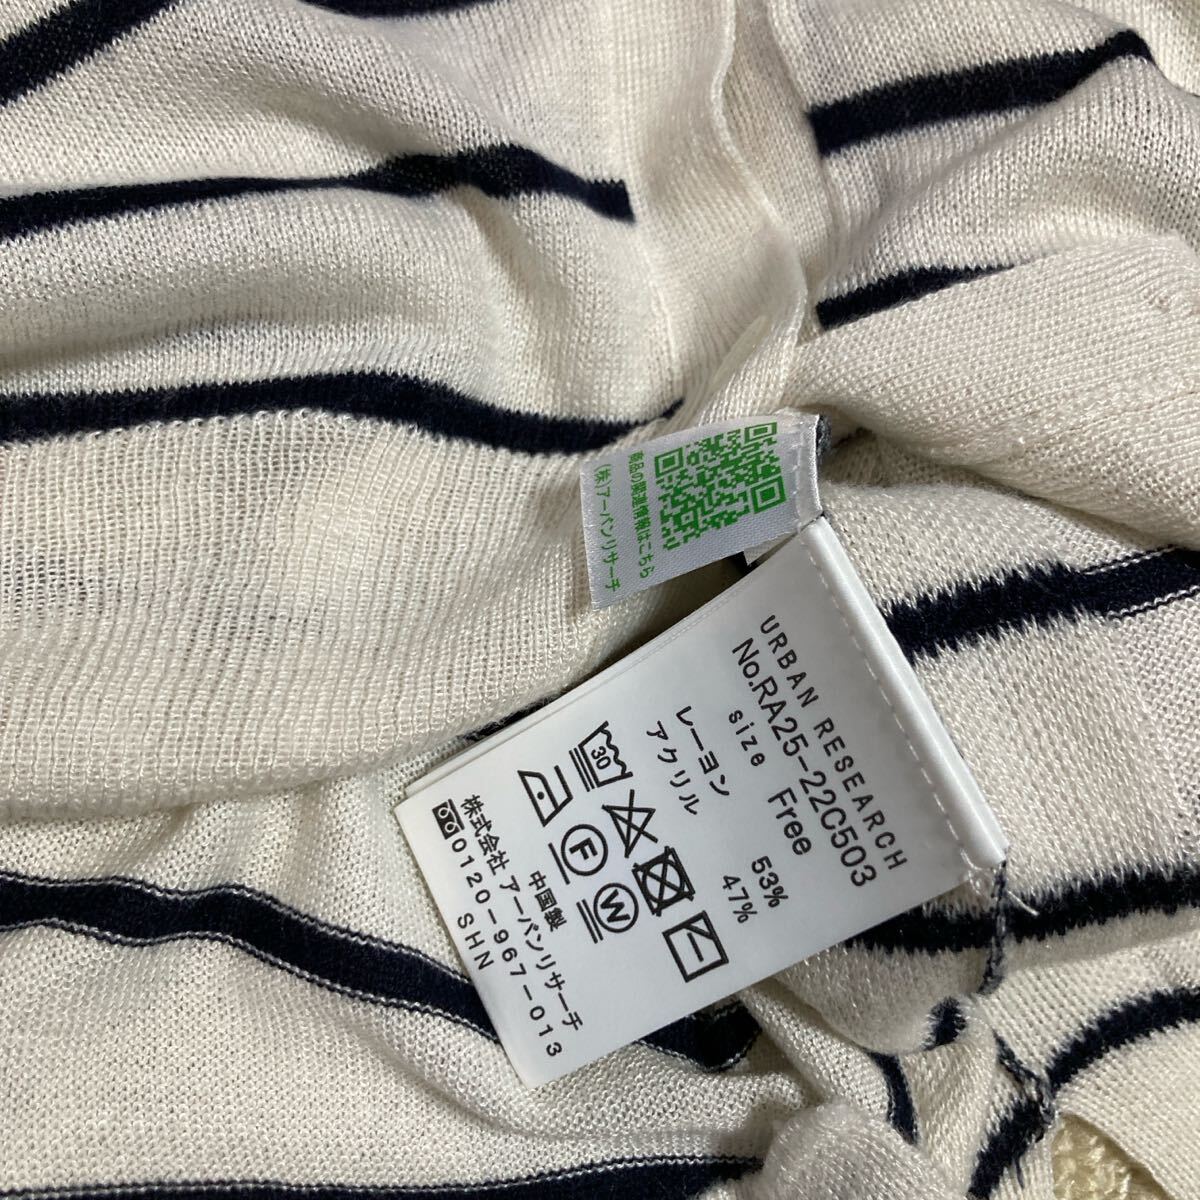 商品の関連情報はこちら
(株)アーバンリサーチ
URBAN RESEARCH
No.RA25-22C503
size Free
レーヨン 53%
アクリル 47%
30
F W
中国製
株式会社 アーバンリサーチ
0120-967-013
SHN